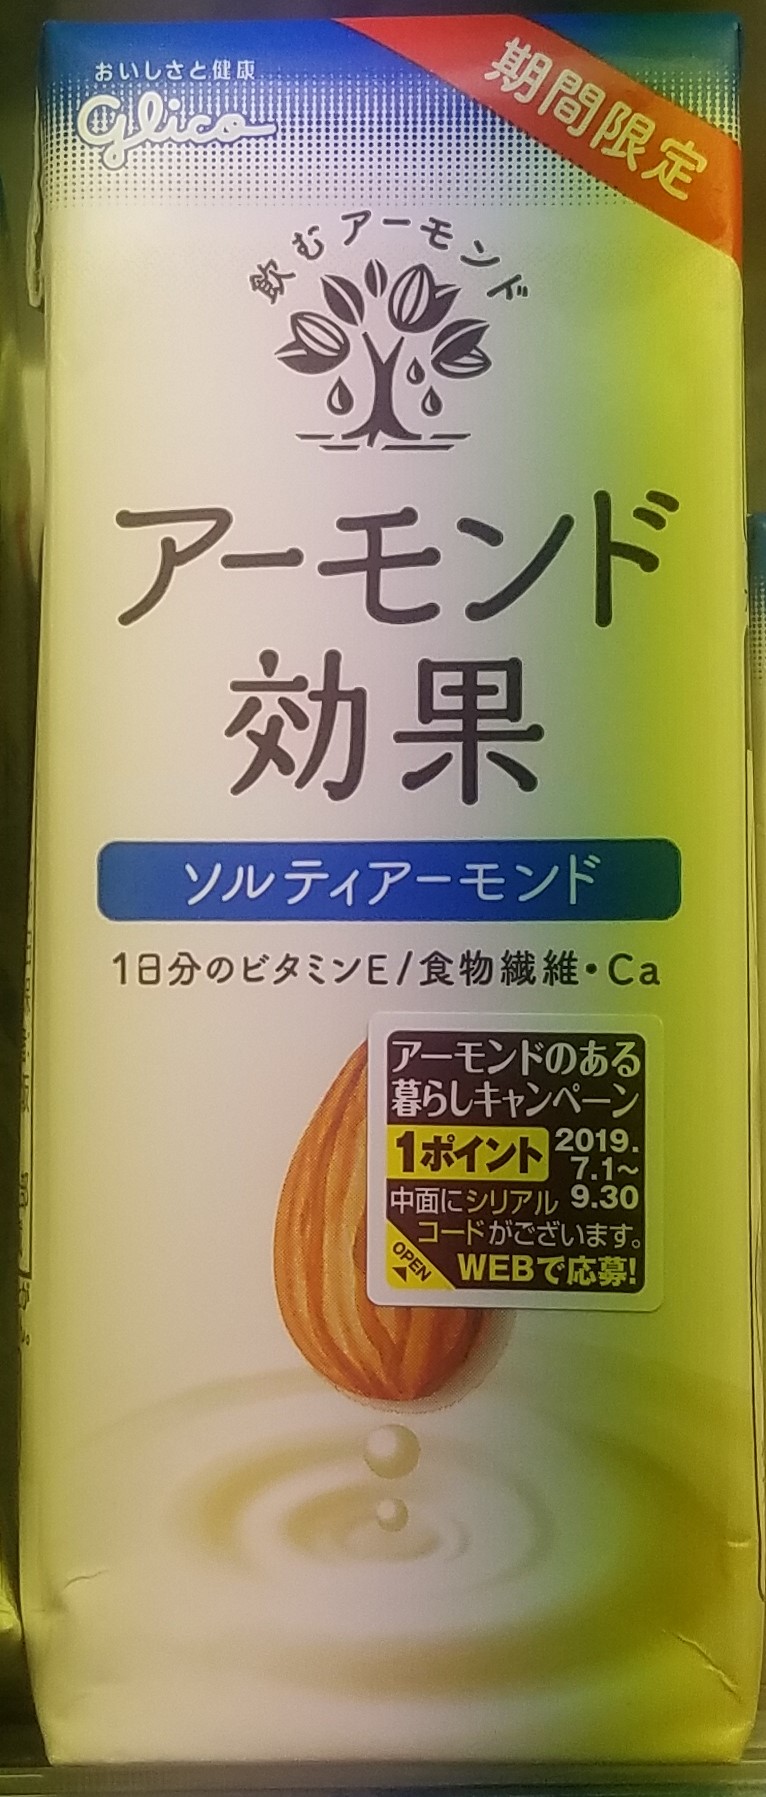 おいしさと健康
glico
期間限定
飲むアーモンド
アーモンド
効果
ソルティアーモンド
1日分のビタミンE/食物繊維・Ca
アーモンドのある
暮らしキャンペーン
1ポイント
2019.
7.1~
9.30
中面にシリアル
コードがございます。
OPEN
WEBで応募!